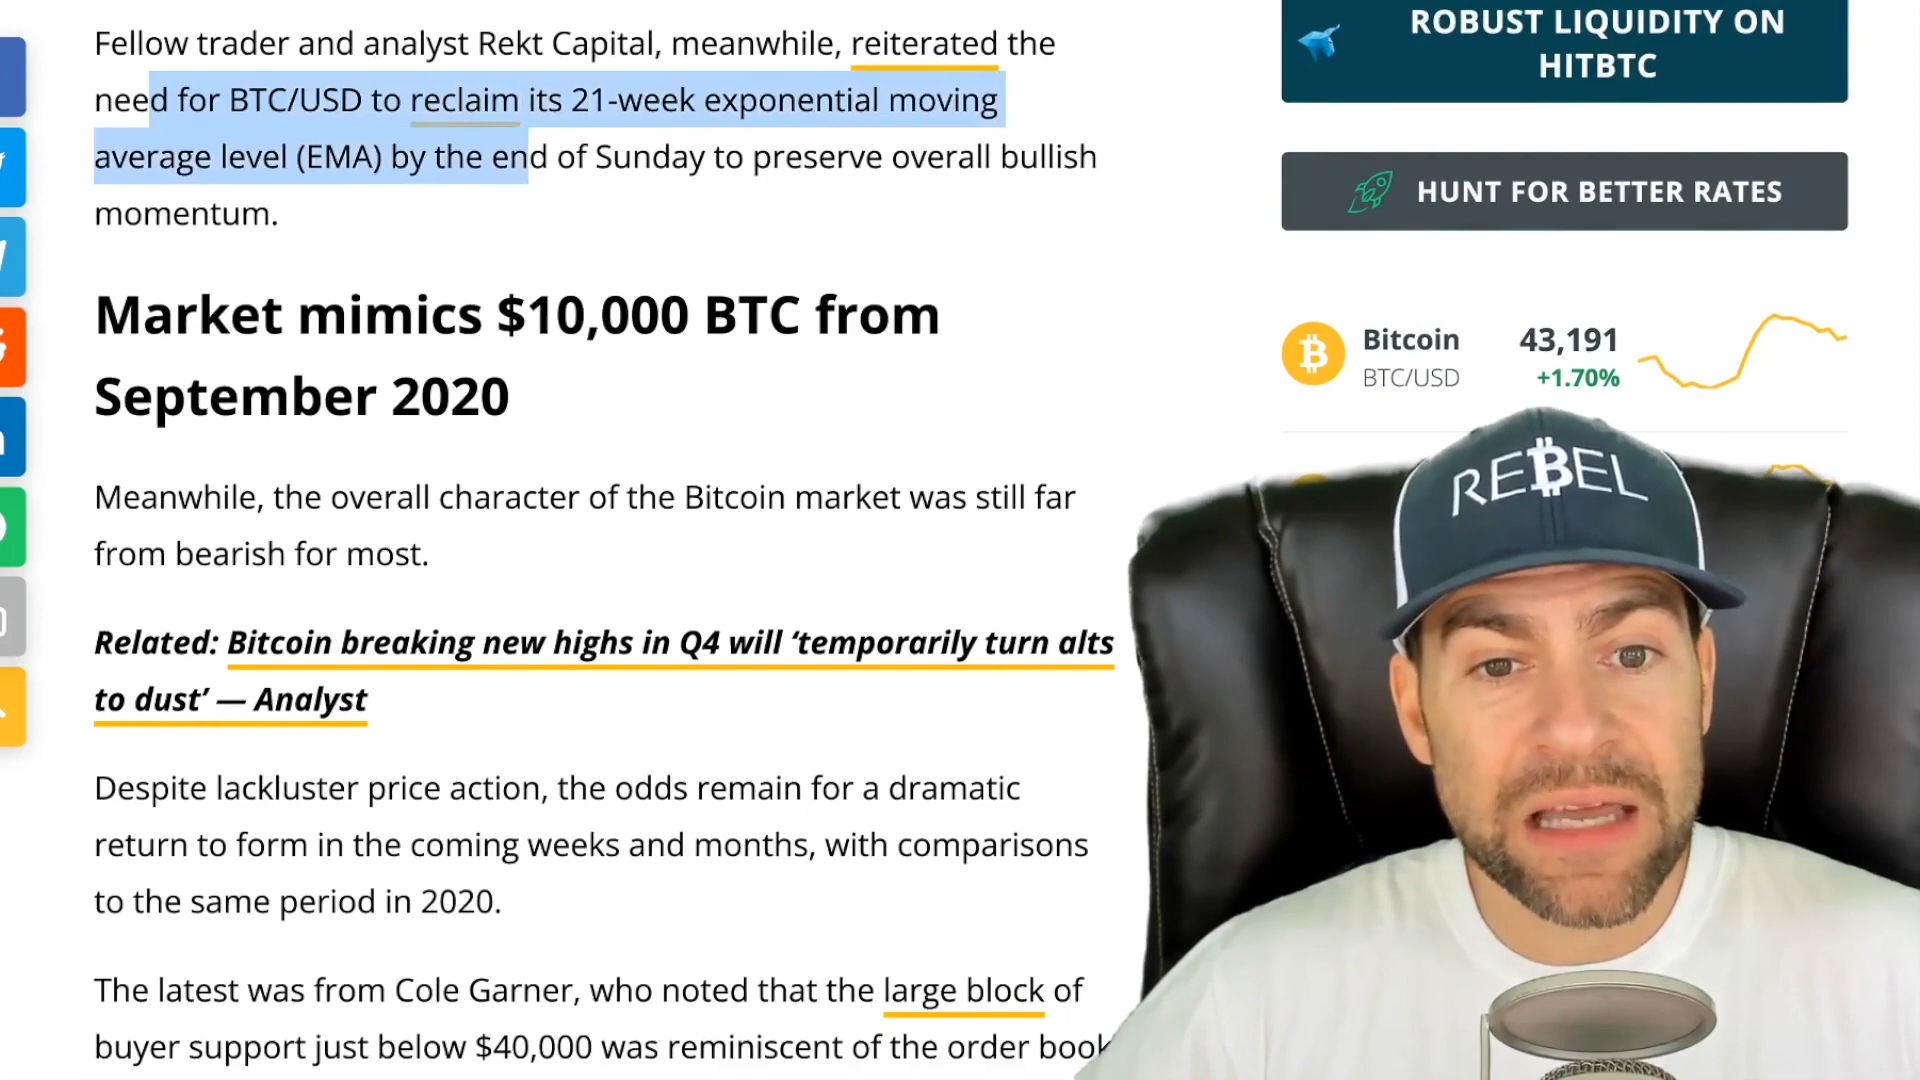 Fellow trader and analyst Rekt Capital, meanwhile, reiterated the
need for BTC/USD to reclaim its 21-week exponential moving
average level (EMA) by the end of Sunday to preserve overall bullish
momentum.
Market mimics $10,000 BTC from
September 2020
Meanwhile, the overall character of the Bitcoin market was still far
from bearish for most.
Related: Bitcoin breaking new highs in Q4 will ‘temporarily turn alts
to dust’ — Analyst
Despite lackluster price action, the odds remain for a dramatic
return to form in the coming weeks and months, with comparisons
to the same period in 2020.
The latest was from Cole Garner, who noted that the large block of
buyer support just below $40,000 was reminiscent of the order book
ROBUST LIQUIDITY ON
HITBTC
HUNT FOR BETTER RATES
Bitcoin 43,191
BTC/USD +1.70%
REBEL